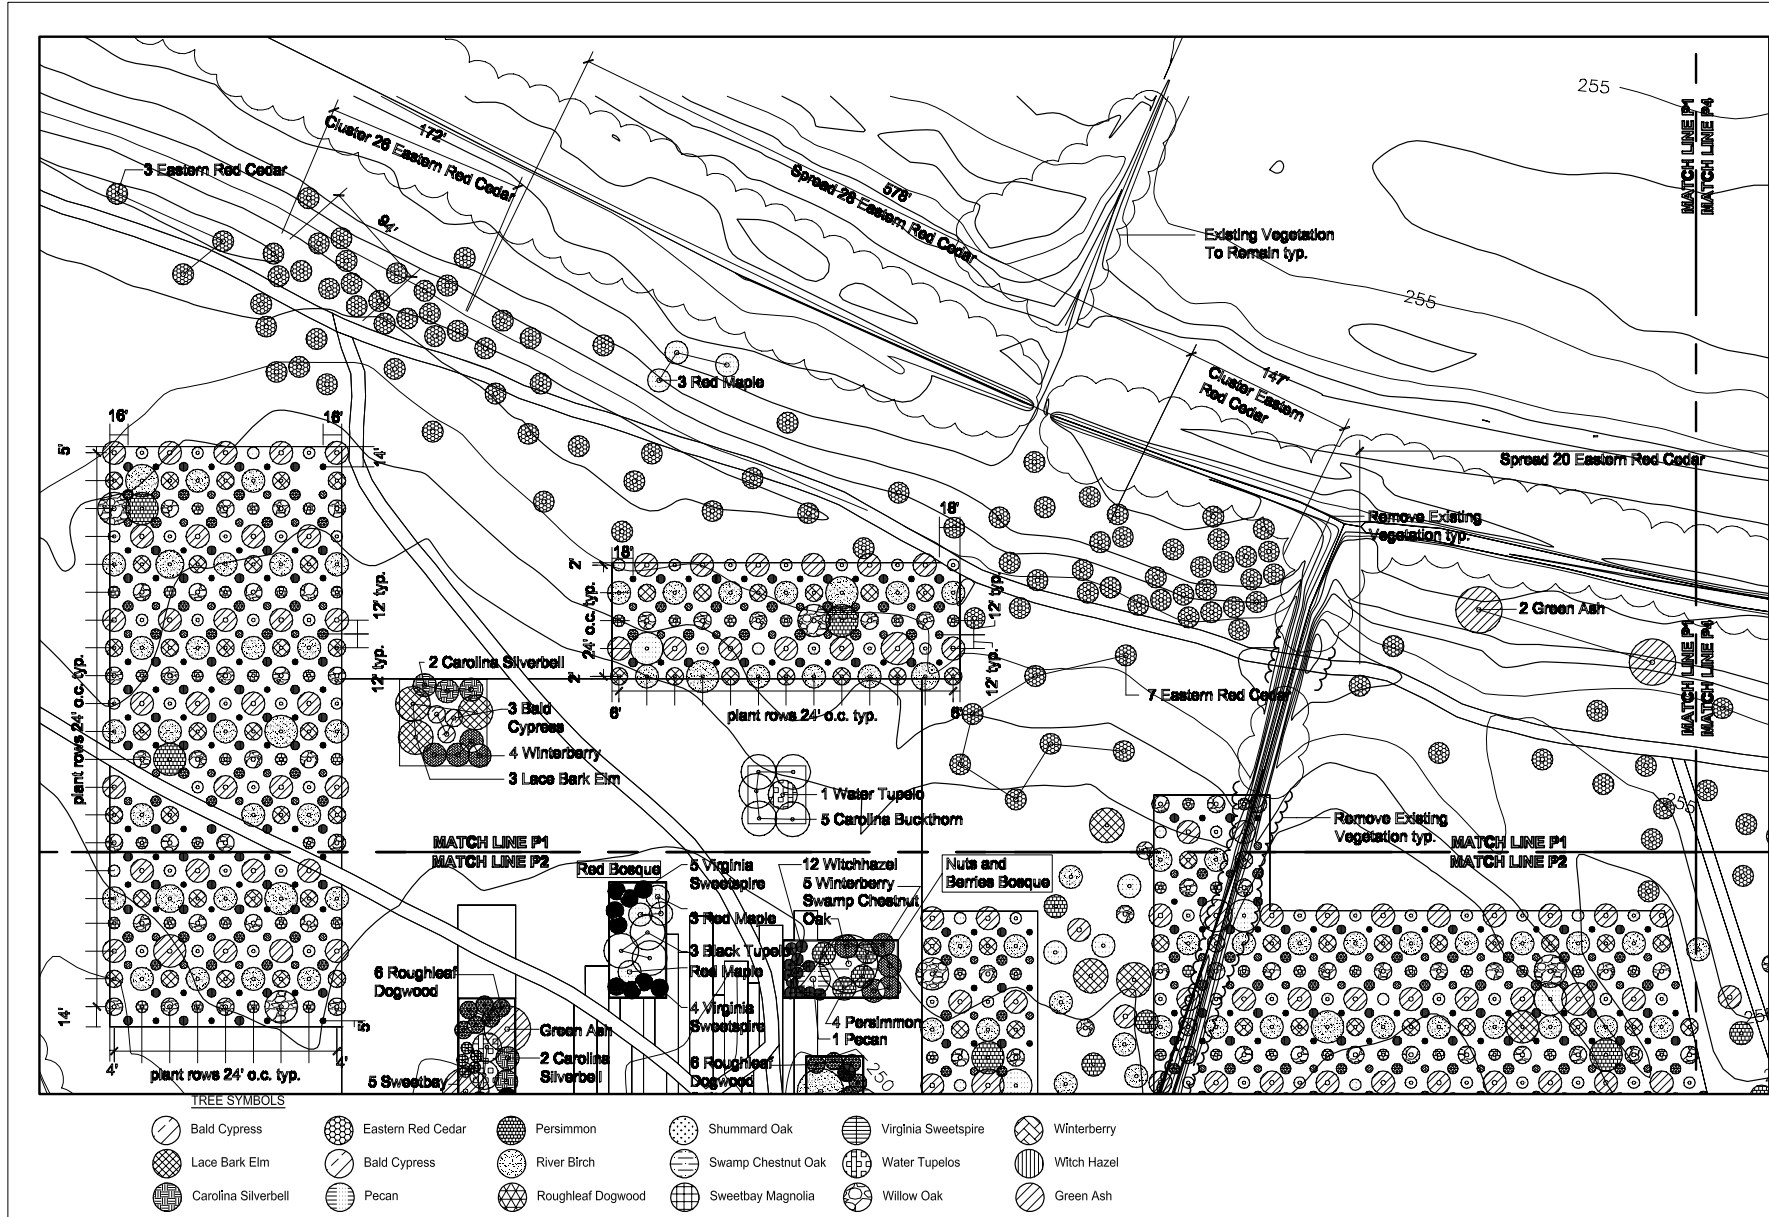 255
MATCH LINE P1
MATCH LINE P4
172'
Cluster 26 Eastern Red Cedar
3 Eastern Red Cedar
94'
578'
Spread 28 Eastern Red Cedar
Existing Vegetation
To Remain typ.
255
3 Red Maple
147'
Cluster Eastern
Red Cedar
16'
16'
5'
14'
Spread 20 Eastern Red Cedar
Remove Existing
Vegetation typ.
18'
18'
2'
24' o.c. typ.
2'
12' typ.
12' typ.
12' typ.
12' typ.
2 Green Ash
MATCH LINE P1
MATCH LINE P4
2 Carolina Silverbell
7 Eastern Red Cedar
3 Bald
Cypress
6'
plant rows 24' o.c. typ.
6'
plant rows 24' o.c. typ.
4 Winterberry
3 Lace Bark Elm
1 Water Tupelo
5 Carolina Buckthorn
255
Remove Existing
Vegetation typ.
MATCH LINE P1
MATCH LINE P2
MATCH LINE P1
MATCH LINE P2
Red Bosque
5 Virginia
Sweetspire
12 Witchhazel
5 Winterberry
Swamp Chestnut
Oak
Nuts and
Berries Bosque
3 Red Maple
3 Black Tupelo
Red Maple
6 Roughleaf
Dogwood
4 Virginia
Sweetspire
4 Persimmon
1 Pecan
14'
5'
Green Ash
2 Carolina
Silverbell
6 Roughleaf
Dogwood
250
4'
plant rows 24' o.c. typ.
4'
5 Sweetbay
TREE SYMBOLS
Bald Cypress
Eastern Red Cedar
Persimmon
Shummard Oak
Virginia Sweetspire
Winterberry
Lace Bark Elm
Bald Cypress
River Birch
Swamp Chestnut Oak
Water Tupelos
Witch Hazel
Carolina Silverbell
Pecan
Roughleaf Dogwood
Sweetbay Magnolia
Willow Oak
Green Ash